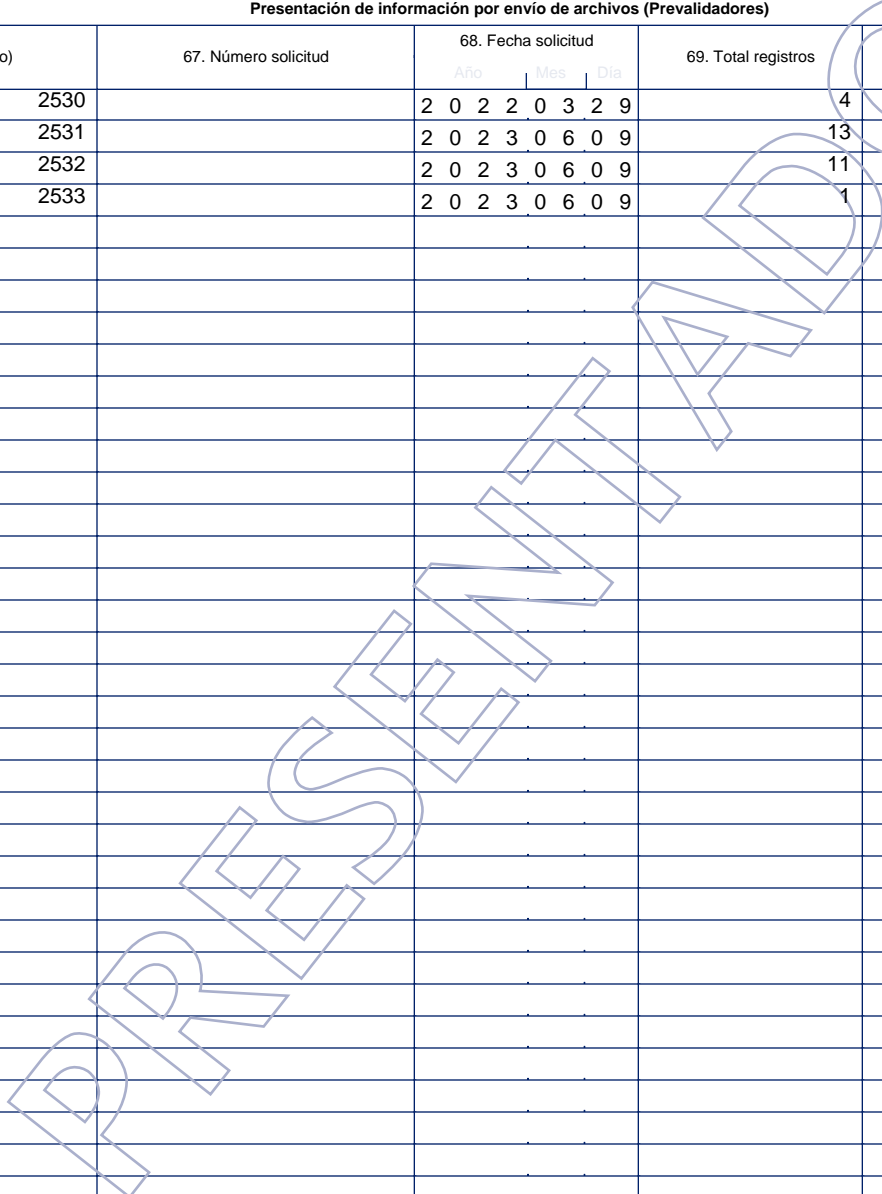 Presentación de información por envío de archivos (Prevalidadores)
o) 67. Número solicitud 68. Fecha solicitud 69. Total registros
Año Mes Día
2530 2 0 2 2 0 3 2 9 4
2531 2 0 2 3 0 6 0 9 13
2532 2 0 2 3 0 6 0 9 11
2533 2 0 2 3 0 6 0 9 1
PRESENTADO